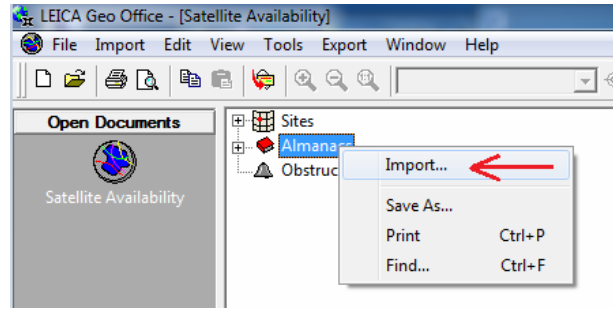 LEICA Geo Office - [Satellite Availability]
File Import Edit View Tools Export Window Help
Open Documents
Satellite Availability
Sites
Almanacs
Import...
Save As...
Print Ctrl+P
Find... Ctrl+F